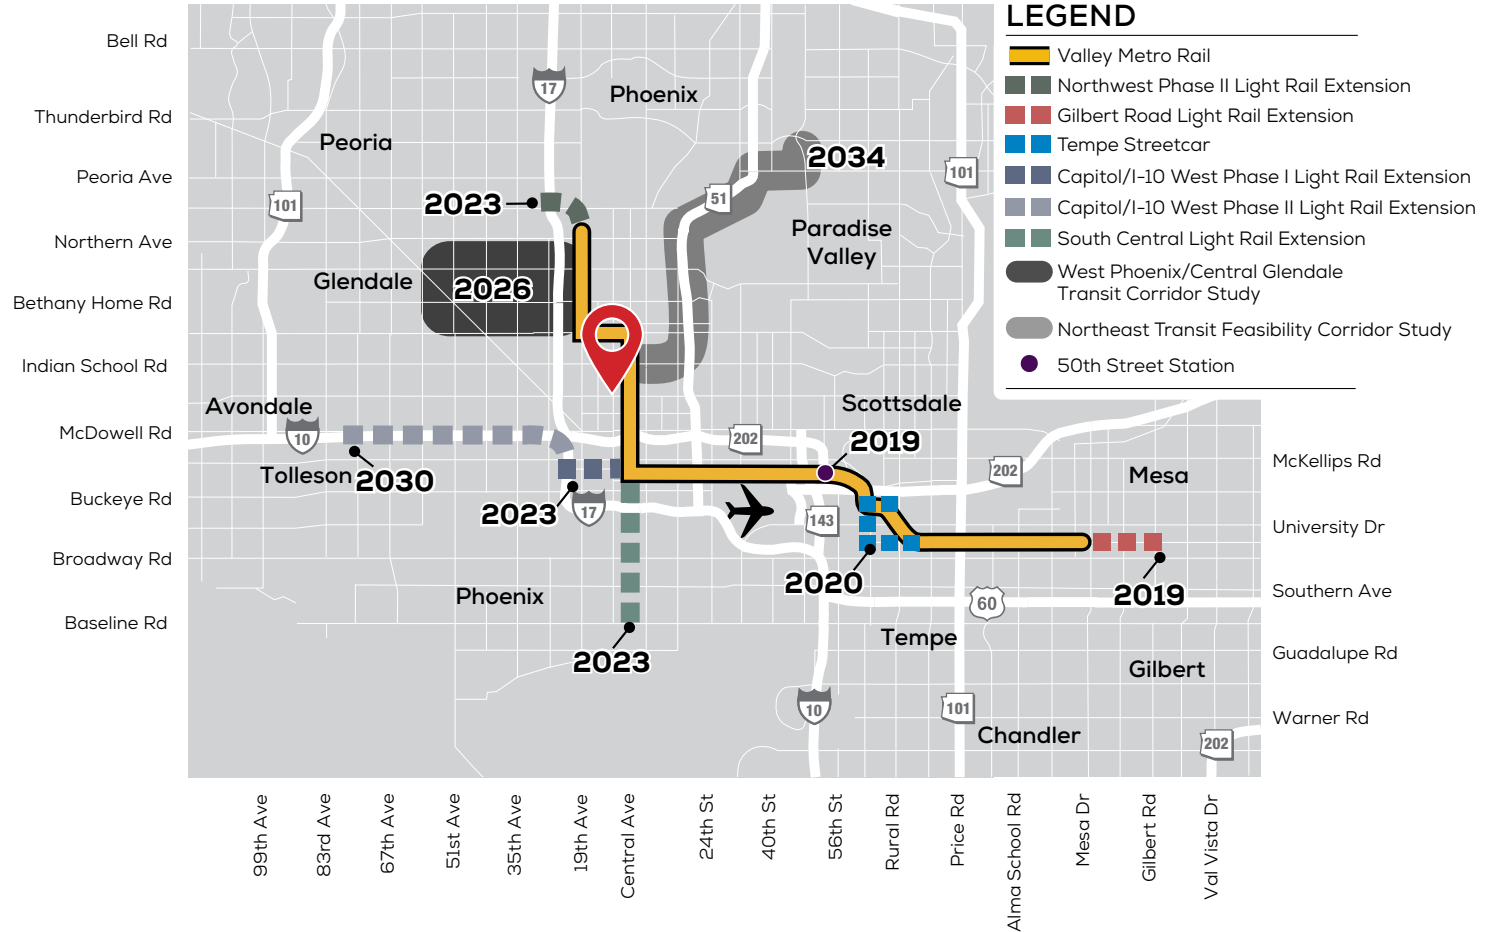 LEGEND
Valley Metro Rail
Northwest Phase II Light Rail Extension
Gilbert Road Light Rail Extension
Tempe Streetcar
Capitol/I-10 West Phase I Light Rail Extension
Capitol/I-10 West Phase II Light Rail Extension
South Central Light Rail Extension
West Phoenix/Central Glendale
Transit Corridor Study
Northeast Transit Feasibility Corridor Study
50th Street Station
Bell Rd
Thunderbird Rd
Peoria Ave
Northern Ave
Bethany Home Rd
Indian School Rd
McDowell Rd
Buckeye Rd
Broadway Rd
Baseline Rd
17
Phoenix
Peoria
2034
101
51
101
2023
Paradise
Valley
Glendale
2026
Avondale
Scottsdale
10
202
2019
202
Tolleson
2030
Mesa
2023
17
143
2020
2019
Phoenix
60
Tempe
2023
Gilbert
10
101
Chandler
202
McKellips Rd
University Dr
Southern Ave
Guadalupe Rd
Warner Rd
99th Ave
83rd Ave
67th Ave
51st Ave
35th Ave
19th Ave
Central Ave
24th St
40th St
56th St
Rural Rd
Price Rd
Alma School Rd
Mesa Dr
Gilbert Rd
Val Vista Dr